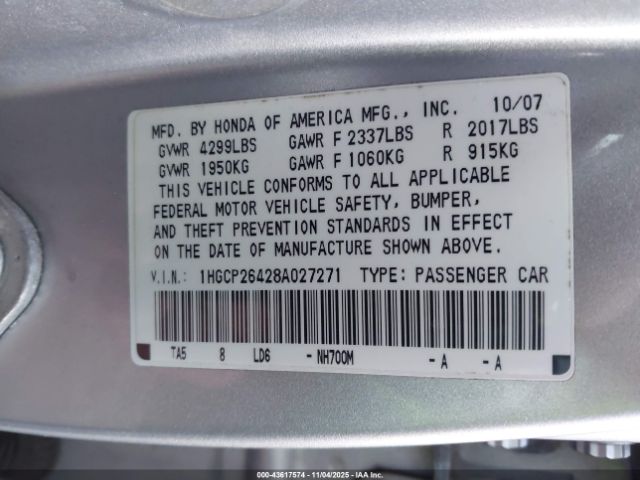 MFD. BY HONDA OF AMERICA MFG., INC. 10/07
GVWR 4299LBS GAWR F 2337LBS R 2017LBS
GVWR 1950KG GAWR F 1060KG R 915KG
THIS VEHICLE CONFORMS TO ALL APPLICABLE
FEDERAL MOTOR VEHICLE SAFETY, BUMPER,
AND THEFT PREVENTION STANDARDS IN EFFECT
ON THE DATE OF MANUFACTURE SHOWN ABOVE.
V.I.N.: 1HGCP26428A027271 TYPE: PASSENGER CAR
TA5 8 LD6 -NH700M -A -A
000-43617574 - 11/04/2025 - IAAI.COM